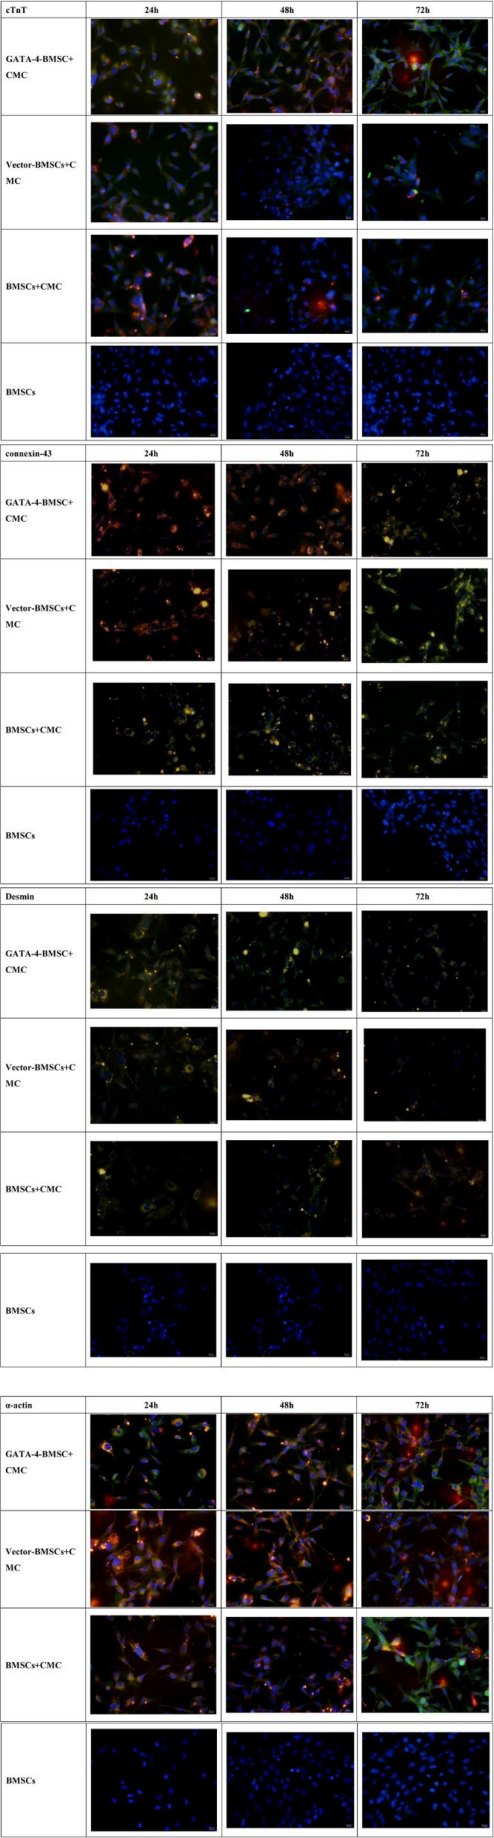 cTnT 24h 48h 72h
GATA-4-BMSC+
CMC
Vector-BMSCs+C
MC
BMSCs+CMC
BMSCs
connexin-43 24h 48h 72h
GATA-4-BMSC+
CMC
Vector-BMSCs+C
MC
BMSCs+CMC
BMSCs
Desmin 24h 48h 72h
GATA-4-BMSC+
CMC
Vector-BMSCs+C
MC
BMSCs+CMC
BMSCs
α-actin 24h 48h 72h
GATA-4-BMSC+
CMC
Vector-BMSCs+C
MC
BMSCs+CMC
BMSCs